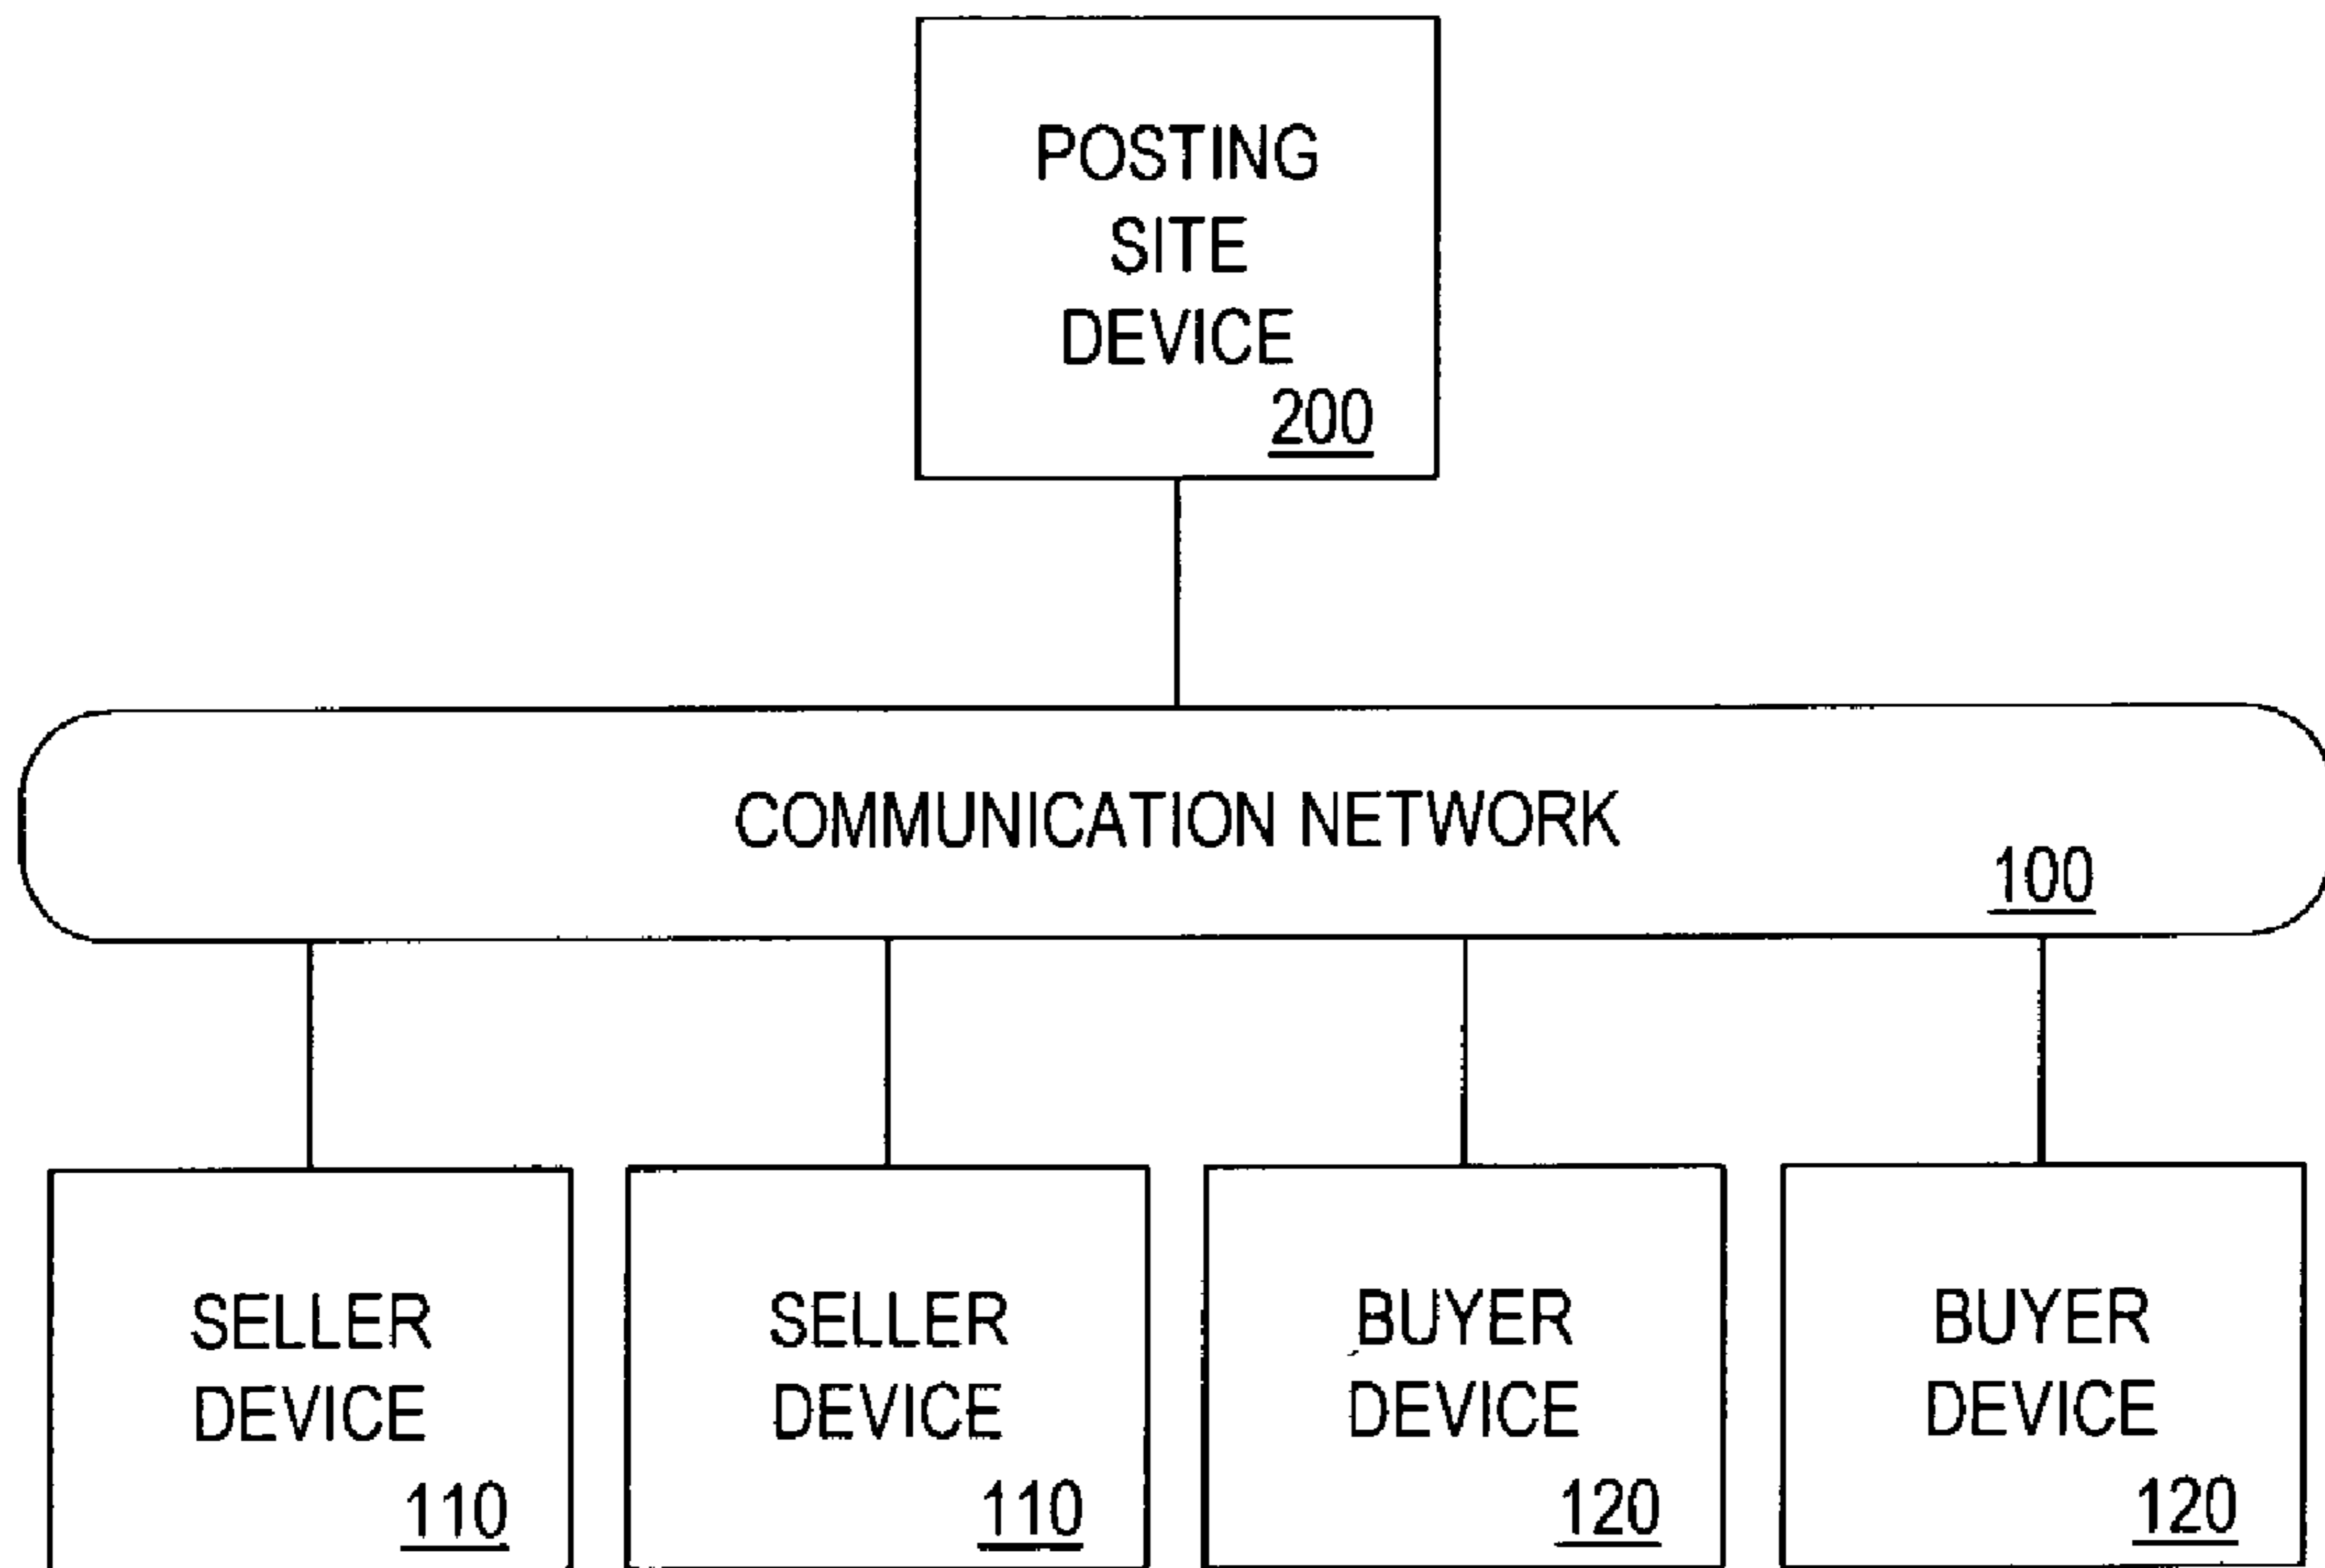 POSTING
SITE
DEVICE
200
COMMUNICATION NETWORK
100
SELLER
DEVICE
110
SELLER
DEVICE
110
BUYER
DEVICE
120
BUYER
DEVICE
120